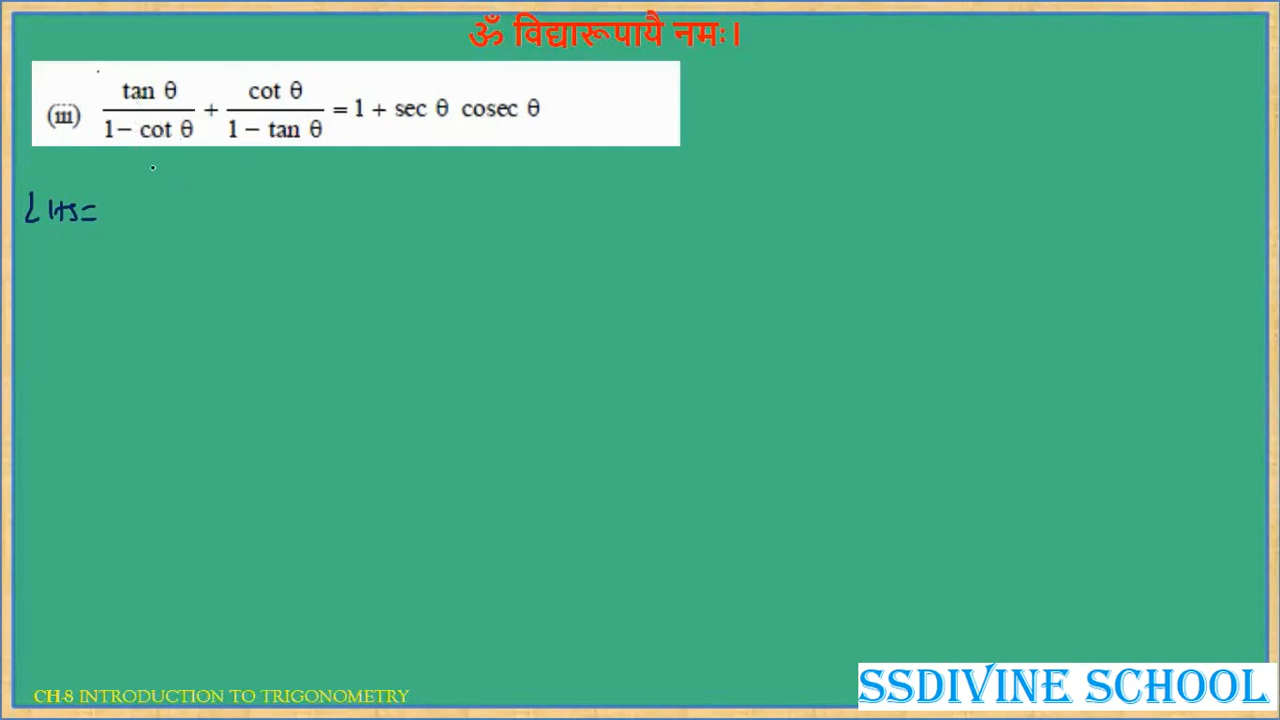 ॐ विद्यारूपायै नमः।
(iii) tan θ / 1− cot θ + cot θ / 1 − tan θ = 1 + sec θ cosec θ
LHS=
CH-8 INTRODUCTION TO TRIGONOMETRY
SSDIVINE SCHOOL